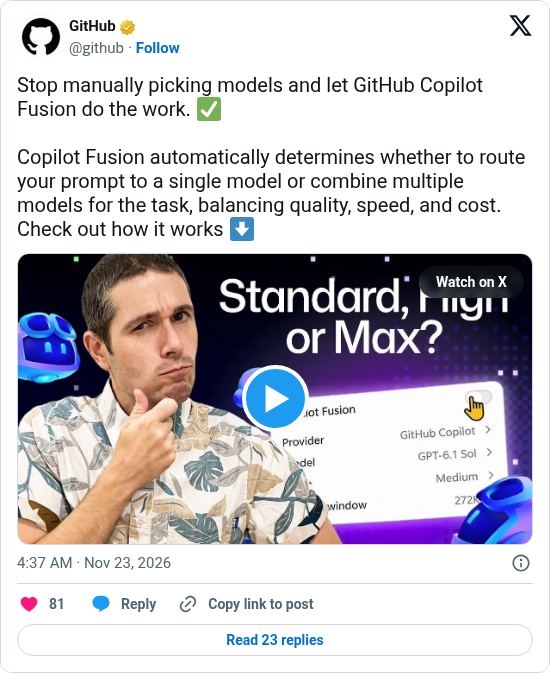 GitHub
@github · Follow
Stop manually picking models and let GitHub Copilot
Fusion do the work. ✅
Copilot Fusion automatically determines whether to route
your prompt to a single model or combine multiple
models for the task, balancing quality, speed, and cost.
Check out how it works ⬇️
Watch on X
Standard, High
or Max?
Fusion
Provider
GitHub Copilot
GPT-6.1 Sol
Medium
window
4:37 AM · Nov 23, 2026
81
Reply
Copy link to post
Read 23 replies